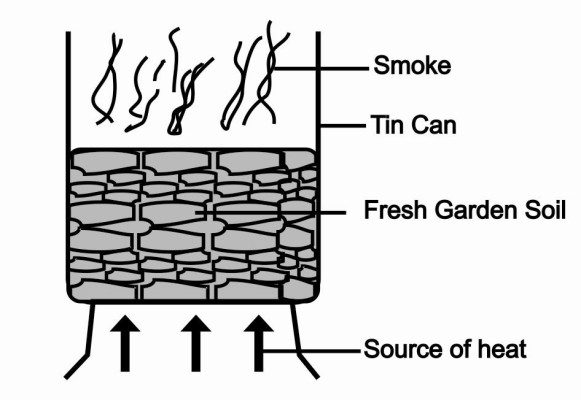 Smoke
Tin Can
Fresh Garden Soil
Source of heat